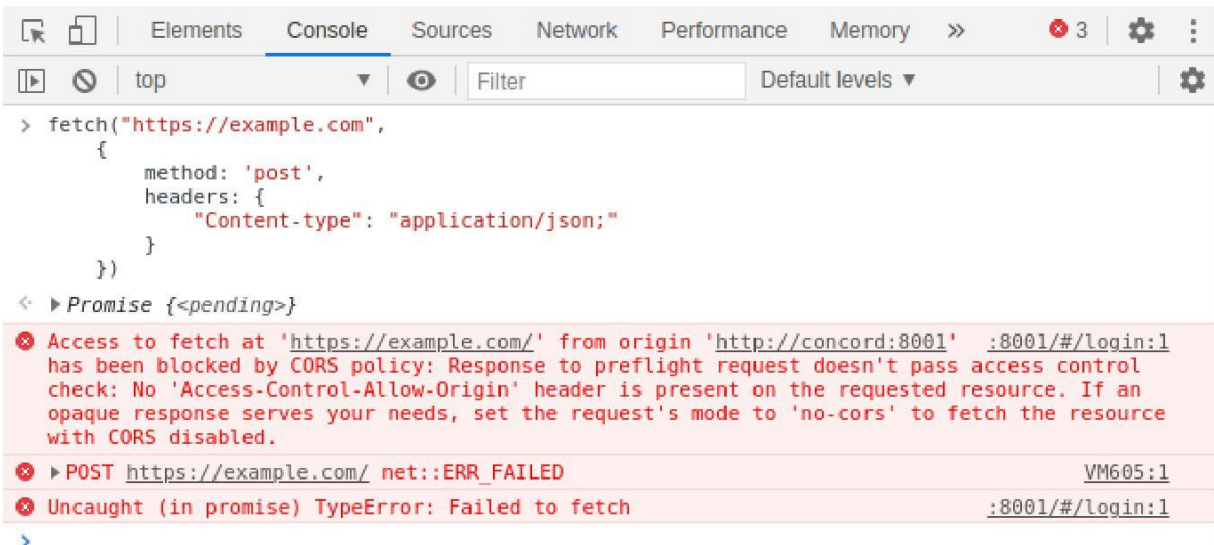 Elements Console Sources Network Performance Memory » 3
top ▼ Filter Default levels ▼
> fetch("https://example.com",
{
method: 'post',
headers: {
"Content-type": "application/json;"
}
})
Promise {<pending>}
Access to fetch at 'https://example.com/' from origin 'http://concord:8001' :8001/#/login:1
has been blocked by CORS policy: Response to preflight request doesn't pass access control
check: No 'Access-Control-Allow-Origin' header is present on the requested resource. If an
opaque response serves your needs, set the request's mode to 'no-cors' to fetch the resource
with CORS disabled.
POST https://example.com/ net::ERR_FAILED VM605:1
Uncaught (in promise) TypeError: Failed to fetch :8001/#/login:1
>